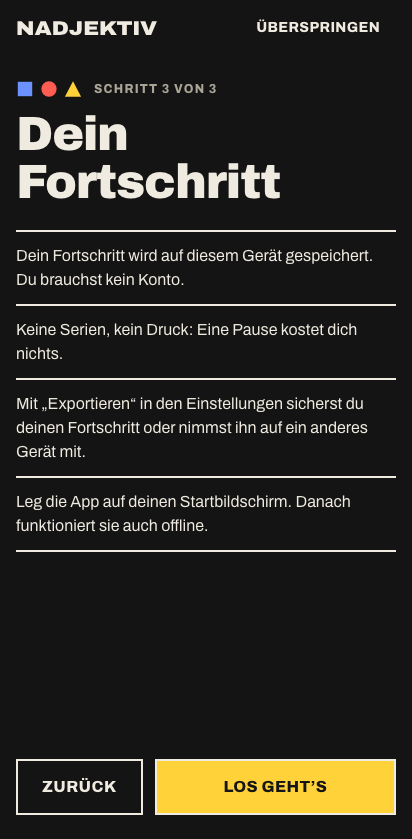 NADJEKTIV
ÜBERSPRINGEN
SCHRITT 3 VON 3
Dein
Fortschritt
Dein Fortschritt wird auf diesem Gerät gespeichert.
Du brauchst kein Konto.
Keine Serien, kein Druck: Eine Pause kostet dich
nichts.
Mit „Exportieren“ in den Einstellungen sicherst du
deinen Fortschritt oder nimmst ihn auf ein anderes
Gerät mit.
Leg die App auf deinen Startbildschirm. Danach
funktioniert sie auch offline.
ZURÜCK
LOS GEHT’S